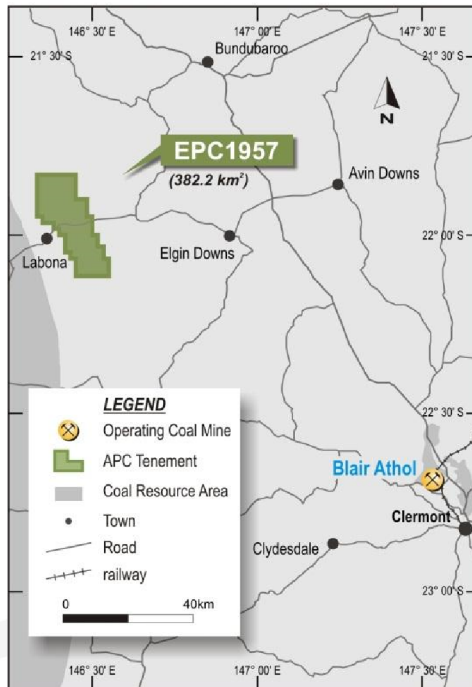 146° 30' E
147° 00' E
147° 30' E
21° 30' S
21° 30' S
Bundubaroo
N
EPC1957
(382.2 km²)
Avin Downs
22° 00' S
Labona
Elgin Downs
22° 30' S
LEGEND
Operating Coal Mine
APC Tenement
Coal Resource Area
Town
Road
railway
0
40km
Blair Athol
Clermont
Clydesdale
23° 00' S
146° 30' E
147° 00' E
147° 30' E